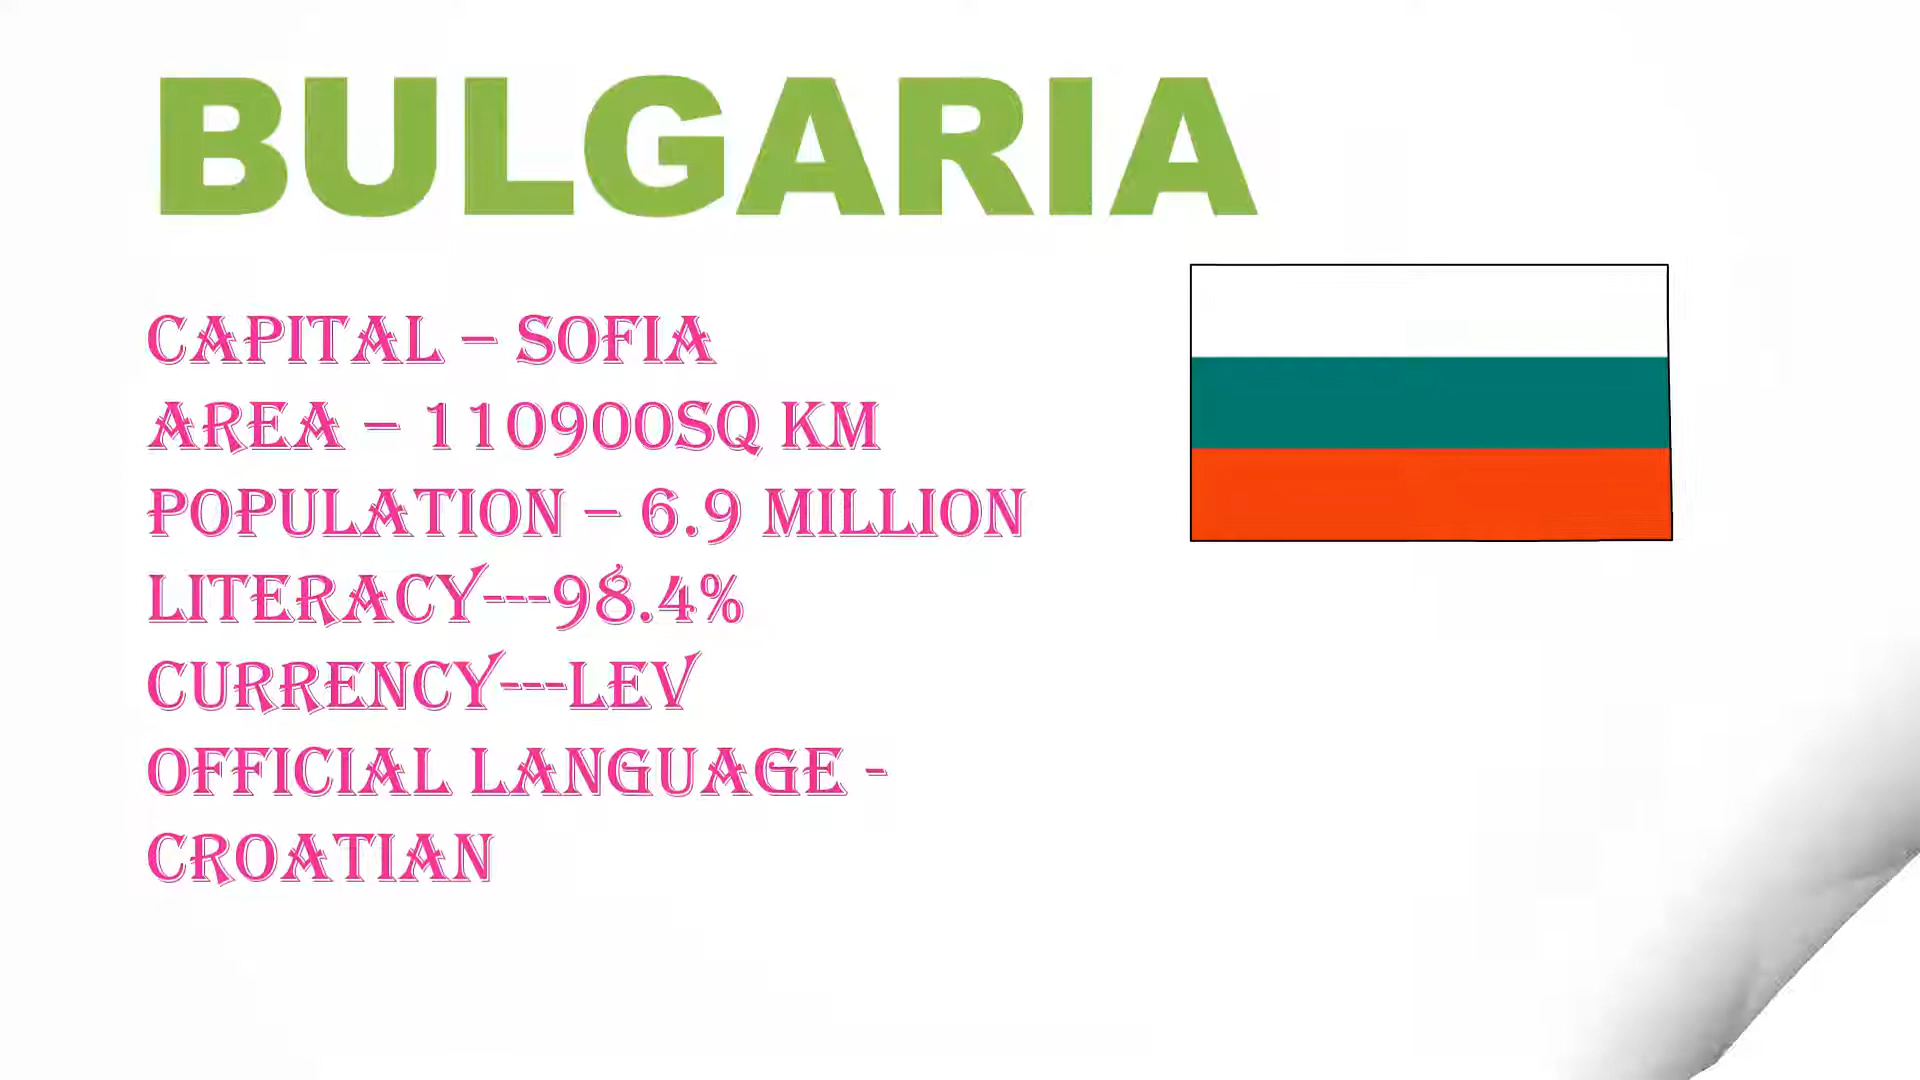 BULGARIA
CAPITAL – SOFIA
AREA – 110900SQ KM
POPULATION – 6.9 MILLION
LITERACY---98.4%
CURRENCY---LEV
OFFICIAL LANGUAGE -
CROATIAN